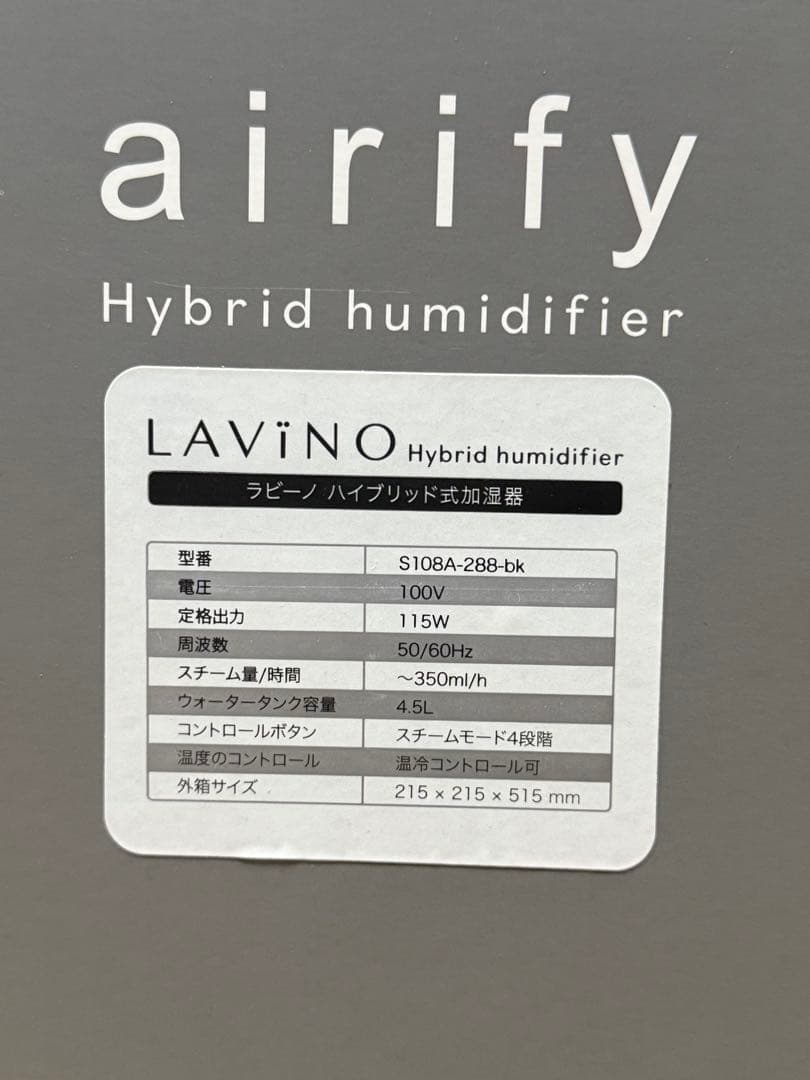 airify
Hybrid humidifier
LAVïNO Hybrid humidifier
ラビーノ ハイブリッド式加湿器
型番 S108A-288-bk
電圧 100V
定格出力 115W
周波数 50/60Hz
スチーム量/時間 ～350ml/h
ウォータータンク容量 4.5L
コントロールボタン スチームモード4段階
温度のコントロール 温冷コントロール可
外箱サイズ 215 × 215 × 515 mm